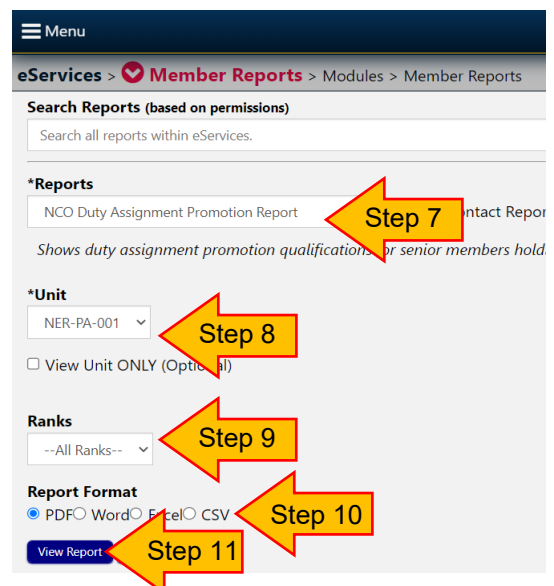 Menu
eServices > Member Reports > Modules > Member Reports
Search Reports (based on permissions)
Search all reports within eServices.
*Reports
NCO Duty Assignment Promotion Report Step 7 ntact Repor
Shows duty assignment promotion qualifications or senior members hold
*Unit
NER-PA-001 Step 8
View Unit ONLY (Optional)
Ranks
--All Ranks-- Step 9
Report Format
PDF Word Excel CSV Step 10
View Report Step 11